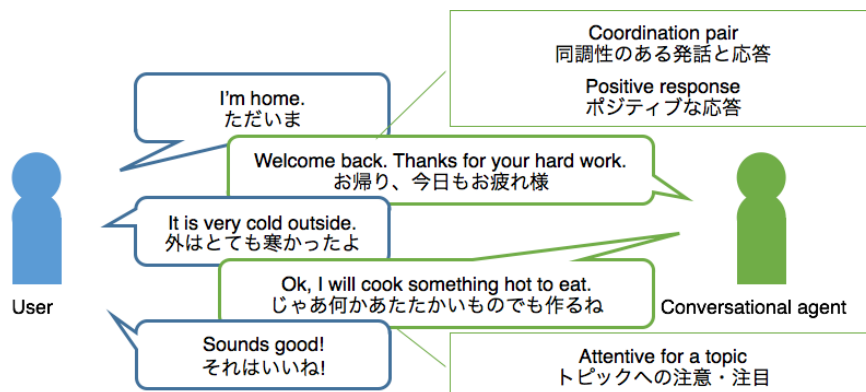 Coordination pair
同調性のある発話と応答
Positive response
ポジティブな応答
I'm home.
ただいま
Welcome back. Thanks for your hard work.
お帰り、今日もお疲れ様
It is very cold outside.
外はとても寒かったよ
Ok, I will cook something hot to eat.
じゃあ何かあたたかいものでも作るね
User
Conversational agent
Sounds good!
それはいいね!
Attentive for a topic
トピックへの注意・注目